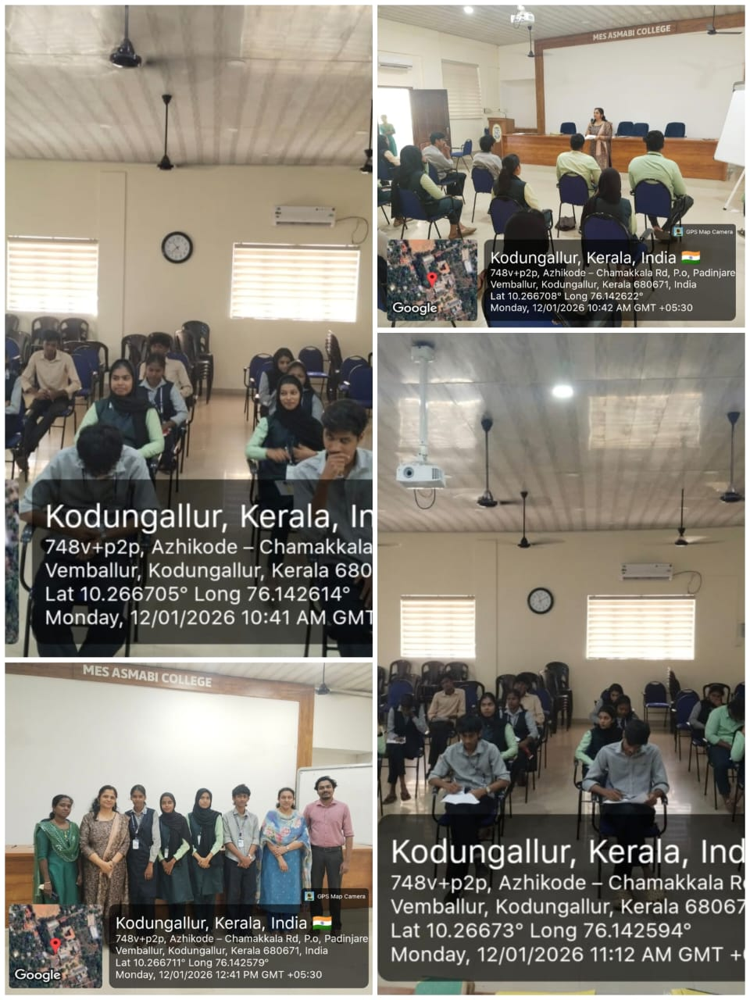 Kodungallur, Kerala, In
748v+p2p, Azhikode – Chamakkala
Vemballur, Kodungallur, Kerala 680
Lat 10.266705° Long 76.142614°
Monday, 12/01/2026 10:41 AM GMT
MES ASMABI COLLEGE
GPS Map Camera
Google
Kodungallur, Kerala, India
748v+p2p, Azhikode – Chamakkala Rd, P.o, Padinjare
Vemballur, Kodungallur, Kerala 680671, India
Lat 10.266708° Long 76.142622°
Monday, 12/01/2026 10:42 AM GMT +05:30
MES ASMABI COLLEGE
GPS Map Camera
Google
Kodungallur, Kerala, India
748v+p2p, Azhikode – Chamakkala Rd, P.o, Padinjare
Vemballur, Kodungallur, Kerala 680671, India
Lat 10.266711° Long 76.142579°
Monday, 12/01/2026 12:41 PM GMT +05:30
Kodungallur, Kerala, Ind
748v+p2p, Azhikode – Chamakkala R
Vemballur, Kodungallur, Kerala 68067
Lat 10.26673° Long 76.142594°
Monday, 12/01/2026 11:12 AM GMT +